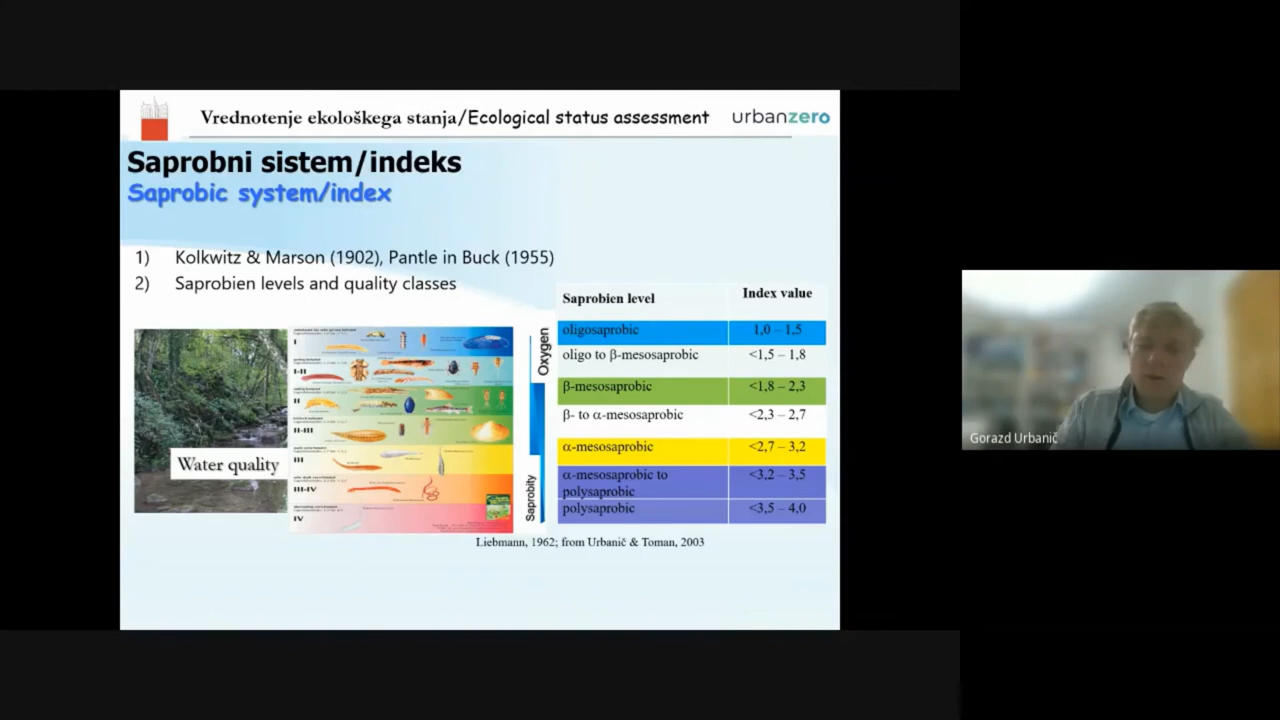 Vrednotenje ekološkega stanja/Ecological status assessment
urbanzero
Saprobni sistem/indeks
Saprobic system/index
1) Kolkwitz & Marson (1902), Pantle in Buck (1955)
2) Saprobien levels and quality classes
Water quality
I
I-II
II
II-III
III
III-IV
IV
Oxygen
Saprobity
Saprobien level Index value
oligosaprobic 1,0 – 1,5
oligo to β-mesosaprobic <1,5 – 1,8
β-mesosaprobic <1,8 – 2,3
β- to α-mesosaprobic <2,3 – 2,7
α-mesosaprobic <2,7 – 3,2
α-mesosaprobic to <3,2 – 3,5
polysaprobic
polysaprobic <3,5 – 4,0
Liebmann, 1962; from Urbanič & Toman, 2003
Gorazd Urbanič